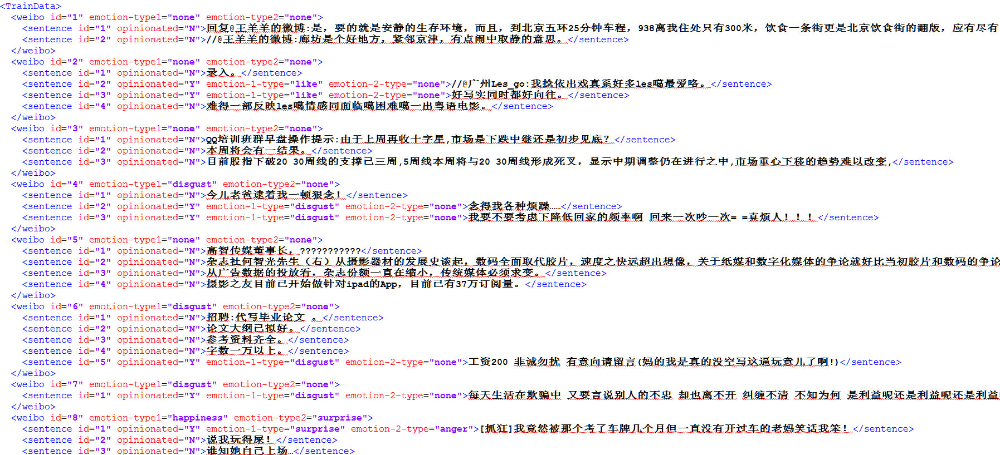 <TrainData>
<weibo id="1" emotion-type1="none" emotion-type2="none">
<sentence id="1" opinionated="N">回复@王羊羊的微博:是，要的就是安静的生存环境，而且，到北京五环25分钟车程，938离我住处只有300米，饮食一条街更是北京饮食街的翻版，应有尽有
<sentence id="2" opinionated="N">//@王羊羊的微博:廊坊是个好地方，紧邻京津，有点闹中取静的意思。</sentence>
</weibo>
<weibo id="2" emotion-type1="none" emotion-type2="none">
<sentence id="1" opinionated="N">录入。</sentence>
<sentence id="2" opinionated="Y" emotion-1-type="like" emotion-2-type="none">//@广州Les_go:我捻依出戏真系好多les噶最爱咯。</sentence>
<sentence id="3" opinionated="Y" emotion-1-type="like" emotion-2-type="none">好写实同时都好向往。</sentence>
<sentence id="4" opinionated="N">难得一部反映les噶情感同面临噶困难噶一出粤语电影。</sentence>
</weibo>
<weibo id="3" emotion-type1="none" emotion-type2="none">
<sentence id="1" opinionated="N">QQ培训班群早盘操作提示:由于上周再收十字星,市场是下跌中继还是初步见底？</sentence>
<sentence id="2" opinionated="N">本周将会有一结果。</sentence>
<sentence id="3" opinionated="N">目前股指下破20 30周线的支撑已三周,5周线本周将与20 30周线形成死叉，显示中期调整仍在进行之中,市场重心下移的趋势难以改变,</sentence>
</weibo>
<weibo id="4" emotion-type1="disgust" emotion-type2="none">
<sentence id="1" opinionated="N">今儿老爸逮着我一顿狠念！</sentence>
<sentence id="2" opinionated="Y" emotion-1-type="disgust" emotion-2-type="none">念得我各种烦躁……</sentence>
<sentence id="3" opinionated="Y" emotion-1-type="disgust" emotion-2-type="none">我要不要考虑下降低回家的频率啊 回来一次吵一次= =真烦人！！！</sentence>
</weibo>
<weibo id="5" emotion-type1="none" emotion-type2="none">
<sentence id="1" opinionated="N">高智传媒董事长，???????????</sentence>
<sentence id="2" opinionated="N">杂志社何智光先生（右）从摄影器材的发展史谈起，数码全面取代胶片，速度之快远超出想像，关于纸媒和数字化媒体的争论就好比当初胶片和数码的争论
<sentence id="3" opinionated="N">从广告数据的投放看，杂志份额一直在缩小，传统媒体必须求变。</sentence>
<sentence id="4" opinionated="N">摄影之友目前已开始做针对ipad的App，目前已有37万订阅量。</sentence>
</weibo>
<weibo id="6" emotion-type1="disgust" emotion-type2="none">
<sentence id="1" opinionated="N">招聘:代写毕业论文 。</sentence>
<sentence id="2" opinionated="N">论文大纲已拟好。</sentence>
<sentence id="3" opinionated="N">参考资料齐全。</sentence>
<sentence id="4" opinionated="N">字数一万以上。</sentence>
<sentence id="5" opinionated="Y" emotion-1-type="disgust" emotion-2-type="none">工资200 非诚勿扰 有意向请留言(妈的我是真的没空写这逼玩意儿了啊!)</sentence>
</weibo>
<weibo id="7" emotion-type1="disgust" emotion-type2="none">
<sentence id="1" opinionated="Y" emotion-1-type="disgust" emotion-2-type="none">每天生活在欺骗中 又要言说别人的不忠 却也离不开 纠缠不清 不知为何 是利益呢还是利益呢还是利益
</weibo>
<weibo id="8" emotion-type1="happiness" emotion-type2="surprise">
<sentence id="1" opinionated="Y" emotion-1-type="surprise" emotion-2-type="anger">[抓狂]我竟然被那个考了车牌几个月但一直没有开过车的老妈笑话我笨！</sentence>
<sentence id="2" opinionated="N">说我玩得屎！</sentence>
<sentence id="3" opinionated="N">谁知她自己上场…</sentence>